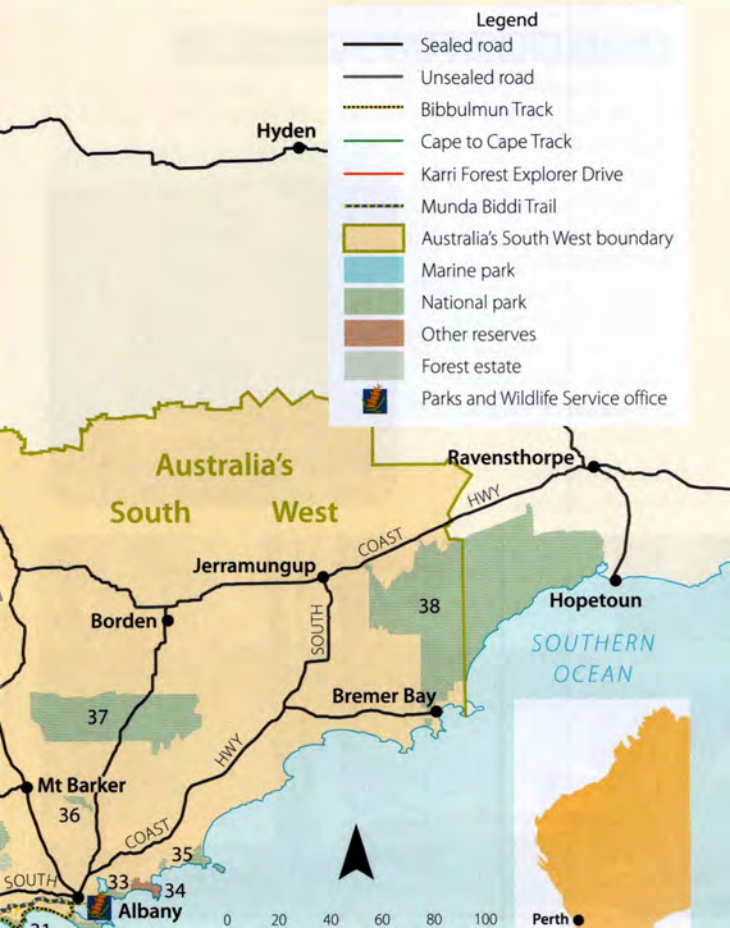 Legend
Sealed road
Unsealed road
Bibbulmun Track
Cape to Cape Track
Karri Forest Explorer Drive
Munda Biddi Trail
Australia's South West boundary
Marine park
National park
Other reserves
Forest estate
Parks and Wildlife Service office
Hyden
Ravensthorpe
Australia's
South West
HWY
COAST
Jerramungup
38
Hopetoun
Borden
SOUTH
SOUTHERN
OCEAN
Bremer Bay
37
HWY
Mt Barker
36
COAST
35
SOUTH
33
34
Albany
0 20 40 60 80 100
Perth